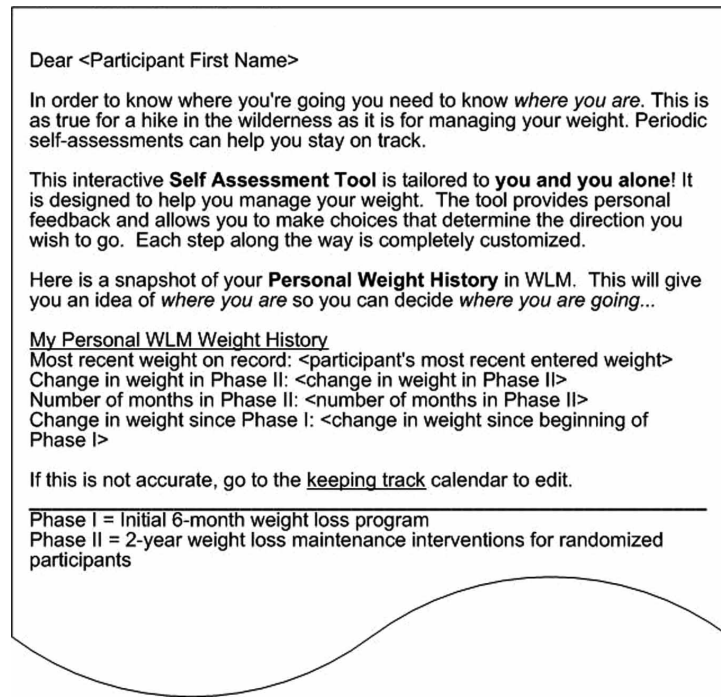 Dear <Participant First Name>
In order to know where you're going you need to know where you are. This is
as true for a hike in the wilderness as it is for managing your weight. Periodic
self-assessments can help you stay on track.
This interactive Self Assessment Tool is tailored to you and you alone! It
is designed to help you manage your weight. The tool provides personal
feedback and allows you to make choices that determine the direction you
wish to go. Each step along the way is completely customized.
Here is a snapshot of your Personal Weight History in WLM. This will give
you an idea of where you are so you can decide where you are going...
My Personal WLM Weight History
Most recent weight on record: <participant's most recent entered weight>
Change in weight in Phase II: <change in weight in Phase II>
Number of months in Phase II: <number of months in Phase II>
Change in weight since Phase I: <change in weight since beginning of
Phase I>
If this is not accurate, go to the keeping track calendar to edit.
Phase I = Initial 6-month weight loss program
Phase II = 2-year weight loss maintenance interventions for randomized
participants